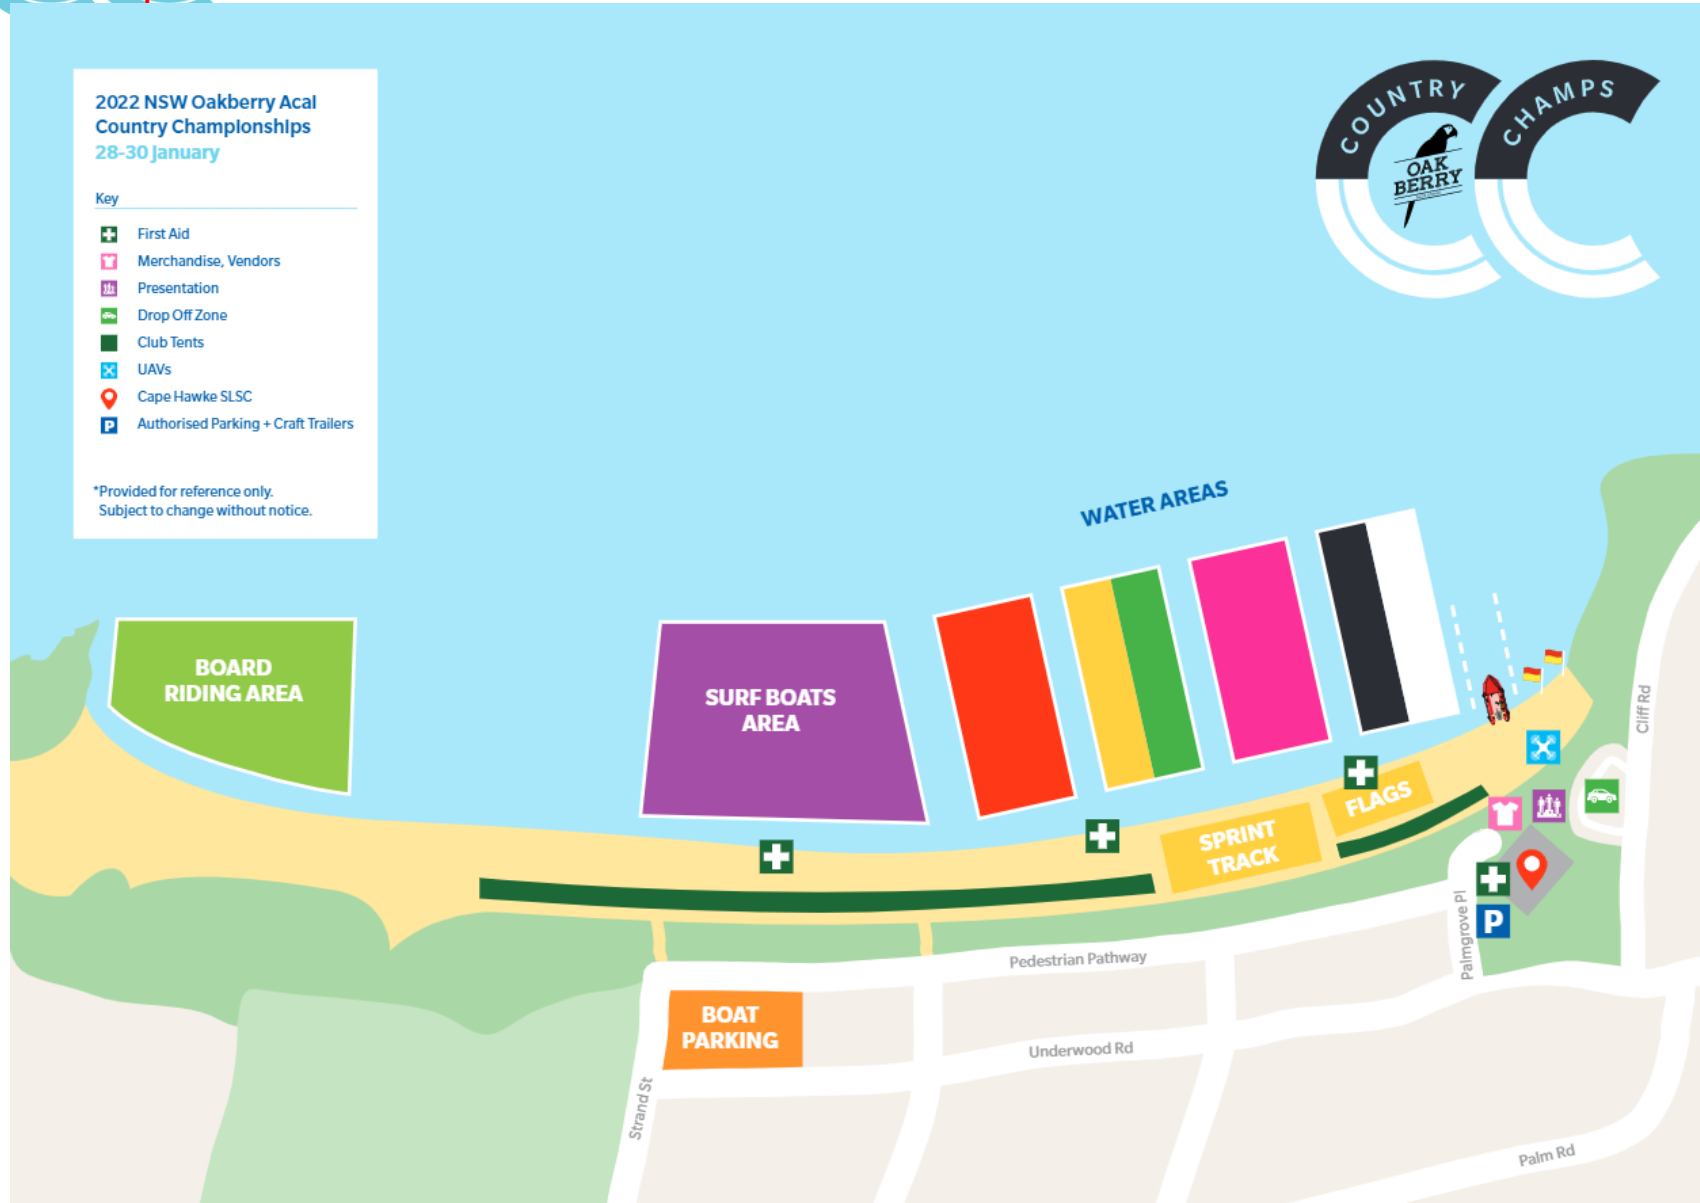 2022 NSW Oakberry Acai
Country Championships
28-30 January
Key
First Aid
Merchandise, Vendors
Presentation
Drop Off Zone
Club Tents
UAVs
Cape Hawke SLSC
P Authorised Parking + Craft Trailers
*Provided for reference only.
Subject to change without notice.
COUNTRY
CHAMPS
OAK
BERRY
WATER AREAS
BOARD
RIDING AREA
SURF BOATS
AREA
FLAGS
SPRINT
TRACK
Cliff Rd
Palmgrove Pl
P
Pedestrian Pathway
BOAT
PARKING
Underwood Rd
Strand St
Palm Rd